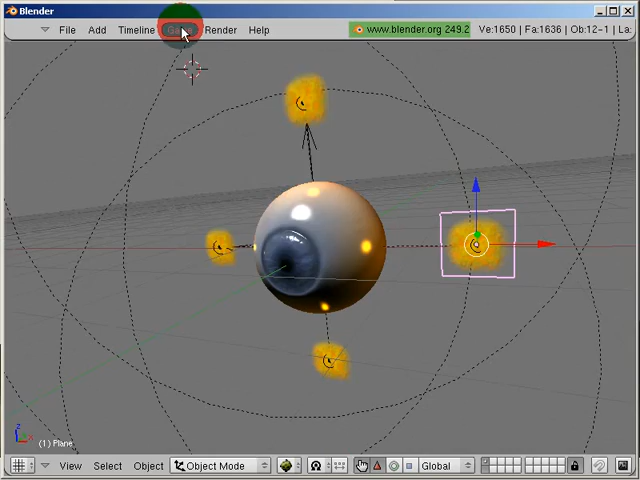 Blender
File Add Timeline Game Render Help www.blender.org 249.2 Ve:1650 | Fa:1636 | Ob:12-1 | La:
z
x
(1) Plane
View Select Object Object Mode Global